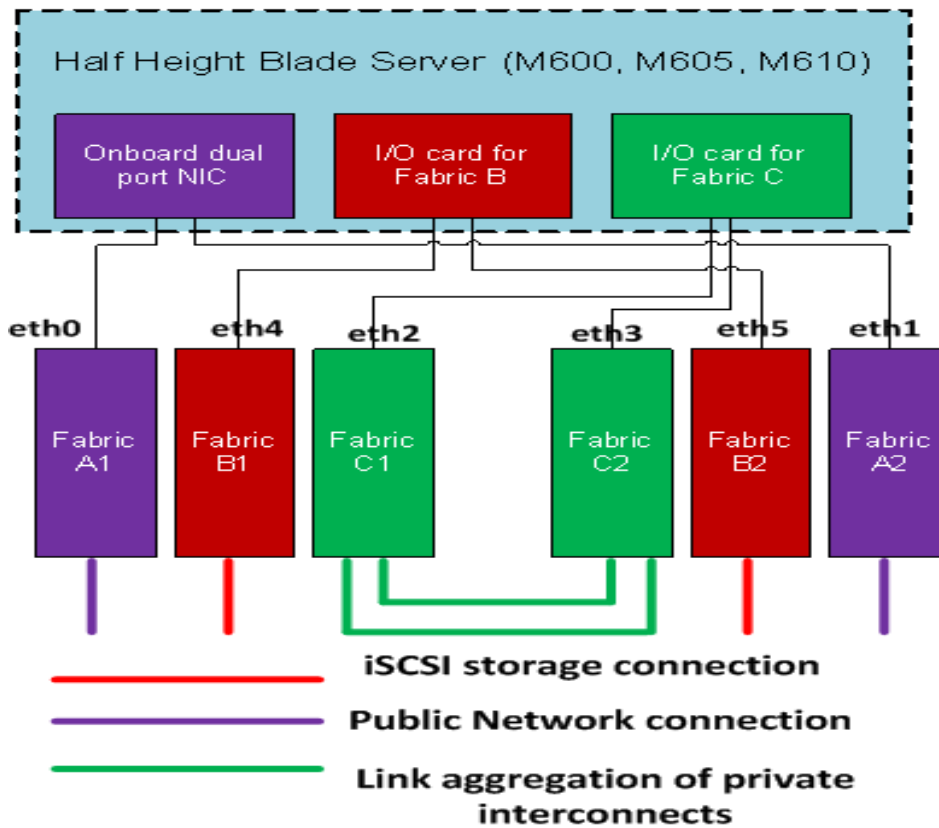 Half Height Blade Server (M600, M605, M610)
Onboard dual
port NIC
I/O card for
Fabric B
I/O card for
Fabric C
eth0
eth4
eth2
eth3
eth5
eth1
Fabric
A1
Fabric
B1
Fabric
C1
Fabric
C2
Fabric
B2
Fabric
A2
iSCSI storage connection
Public Network connection
Link aggregation of private
interconnects